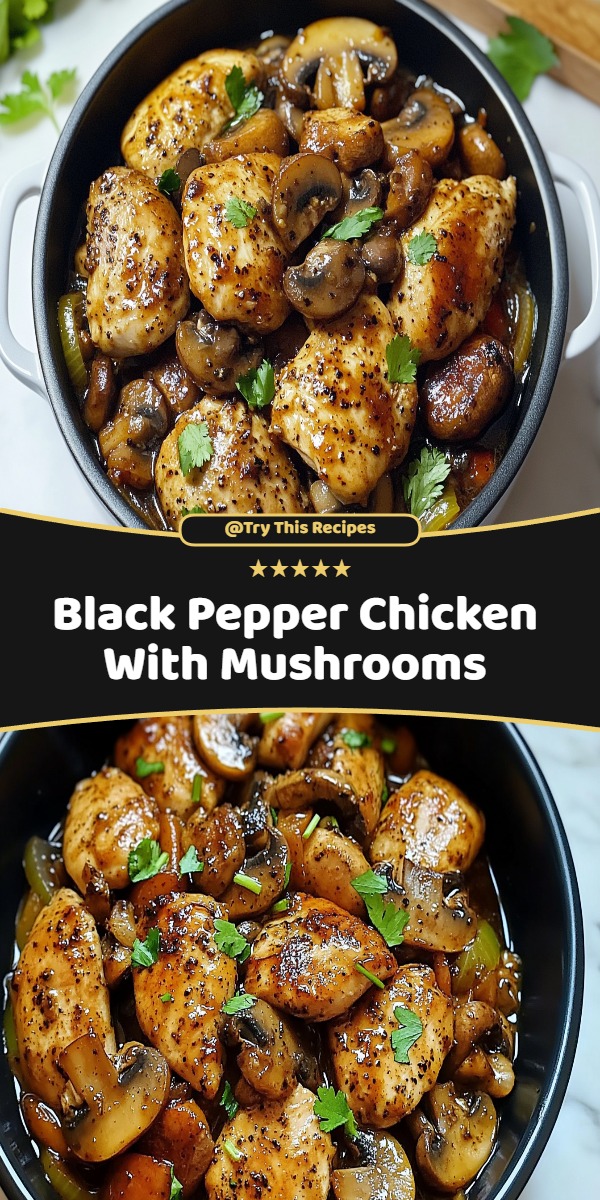 @Try This Recipes
★★★★★
Black Pepper Chicken
With Mushrooms